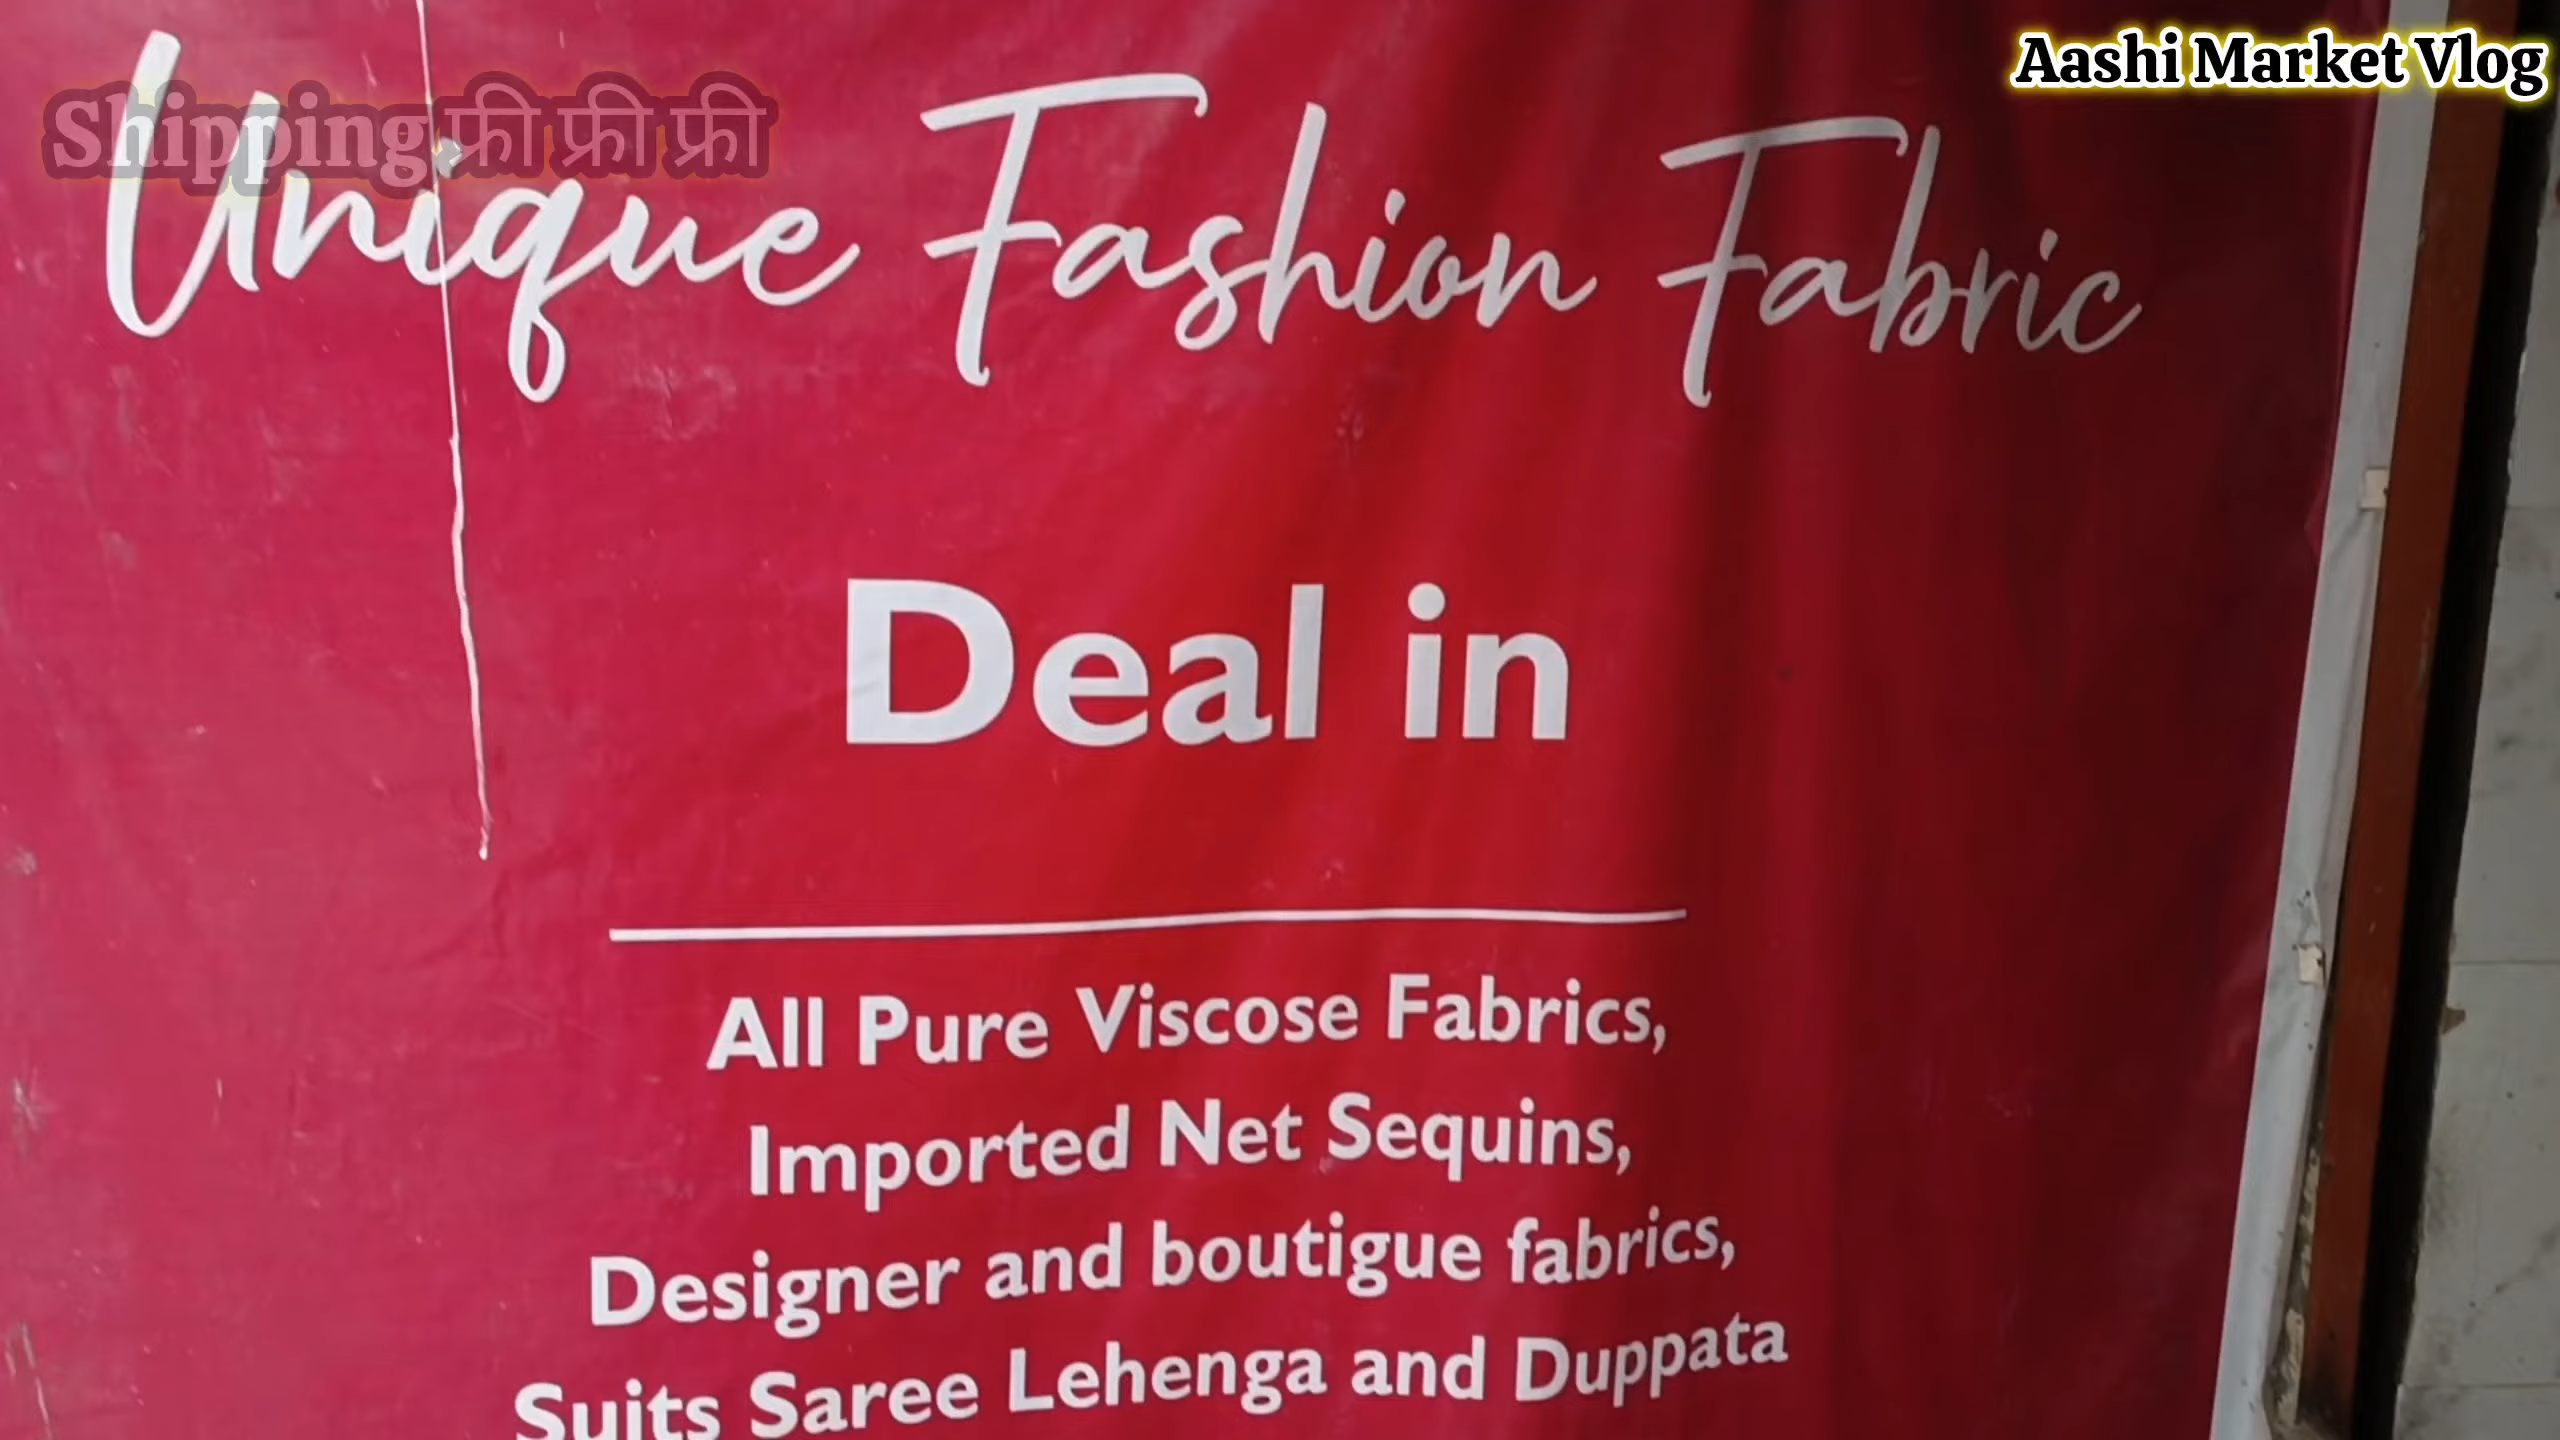 Aashi Market Vlog
Shipping फ्री फ्री फ्री
Unique Fashion Fabric
Deal in
All Pure Viscose Fabrics,
Imported Net Sequins,
Designer and boutigue fabrics,
Suits Saree Lehenga and Duppata